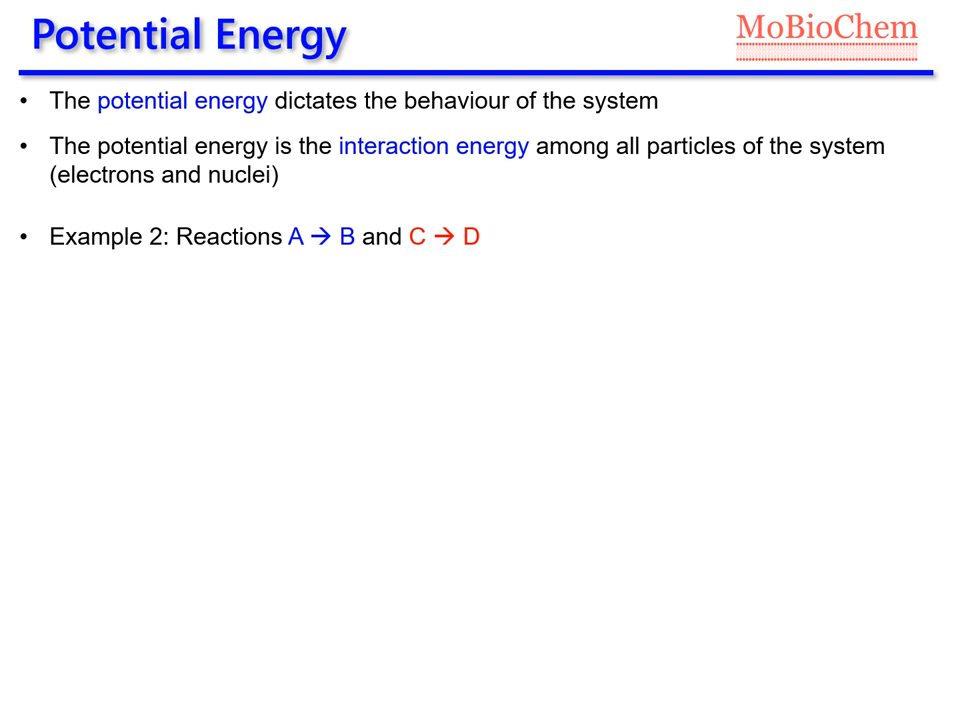 Potential Energy
MoBioChem
• The potential energy dictates the behaviour of the system
• The potential energy is the interaction energy among all particles of the system
(electrons and nuclei)
• Example 2: Reactions A → B and C → D